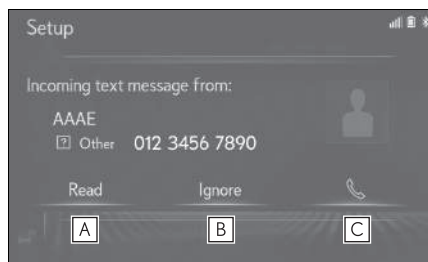 Setup
Incoming text message from:
AAAE
? Other 012 3456 7890
Read Ignore
A B C